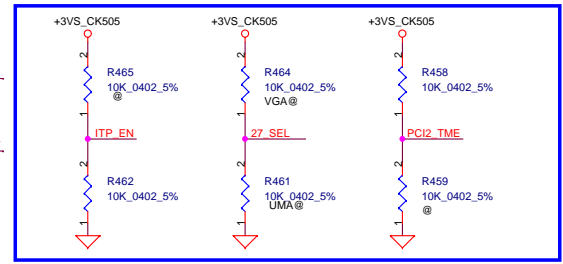 +3VS_CK505 +3VS_CK505 +3VS_CK505
2 2 2
R465 R464 R458
10K_0402_5% 10K_0402_5% 10K_0402_5%
@ VGA@
1 1 1
ITP_EN 27_SEL PCI2_TME
2 2 2
R462 R461 R459
10K_0402_5% 10K_0402_5% 10K_0402_5%
UMA@ @
1 1 1